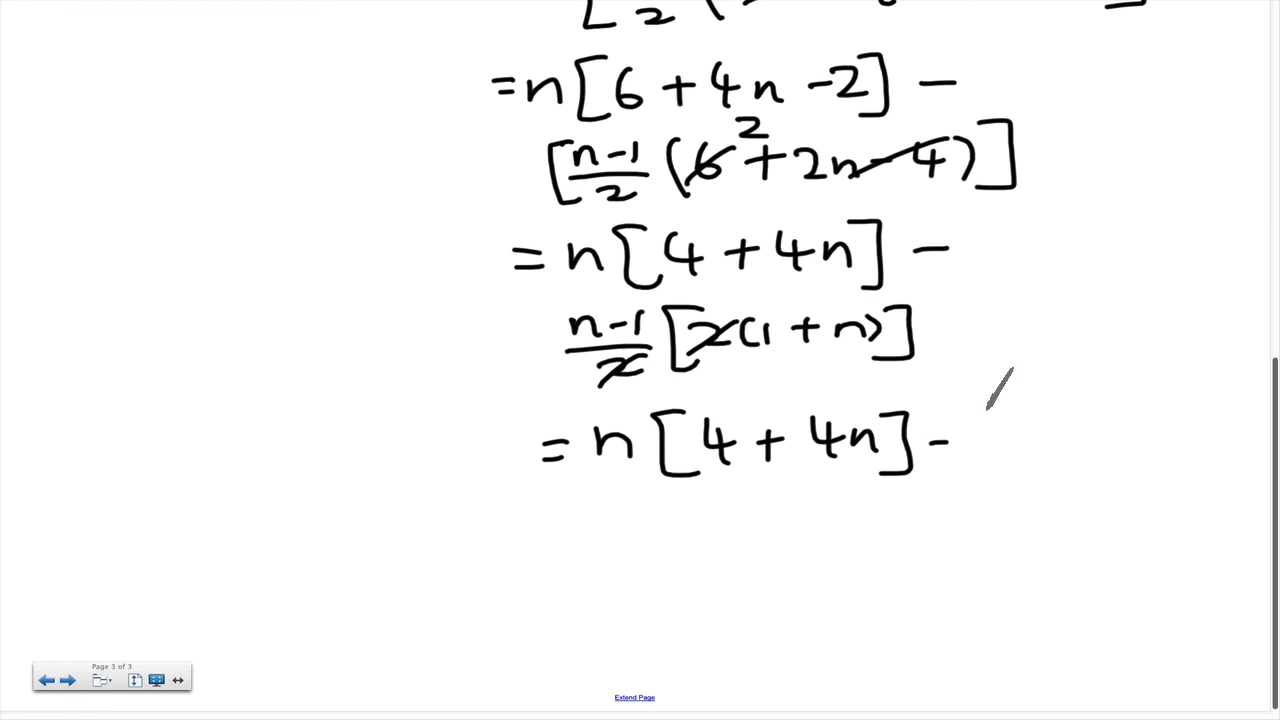 =n[6 + 4n - 2] -
[n-1/2 (6 2 + 2n - 4)]
= n[4 + 4n] -
n-1/2 [2(1 + n)]
= n[4 + 4n] -
Page 3 of 3
Extend Page